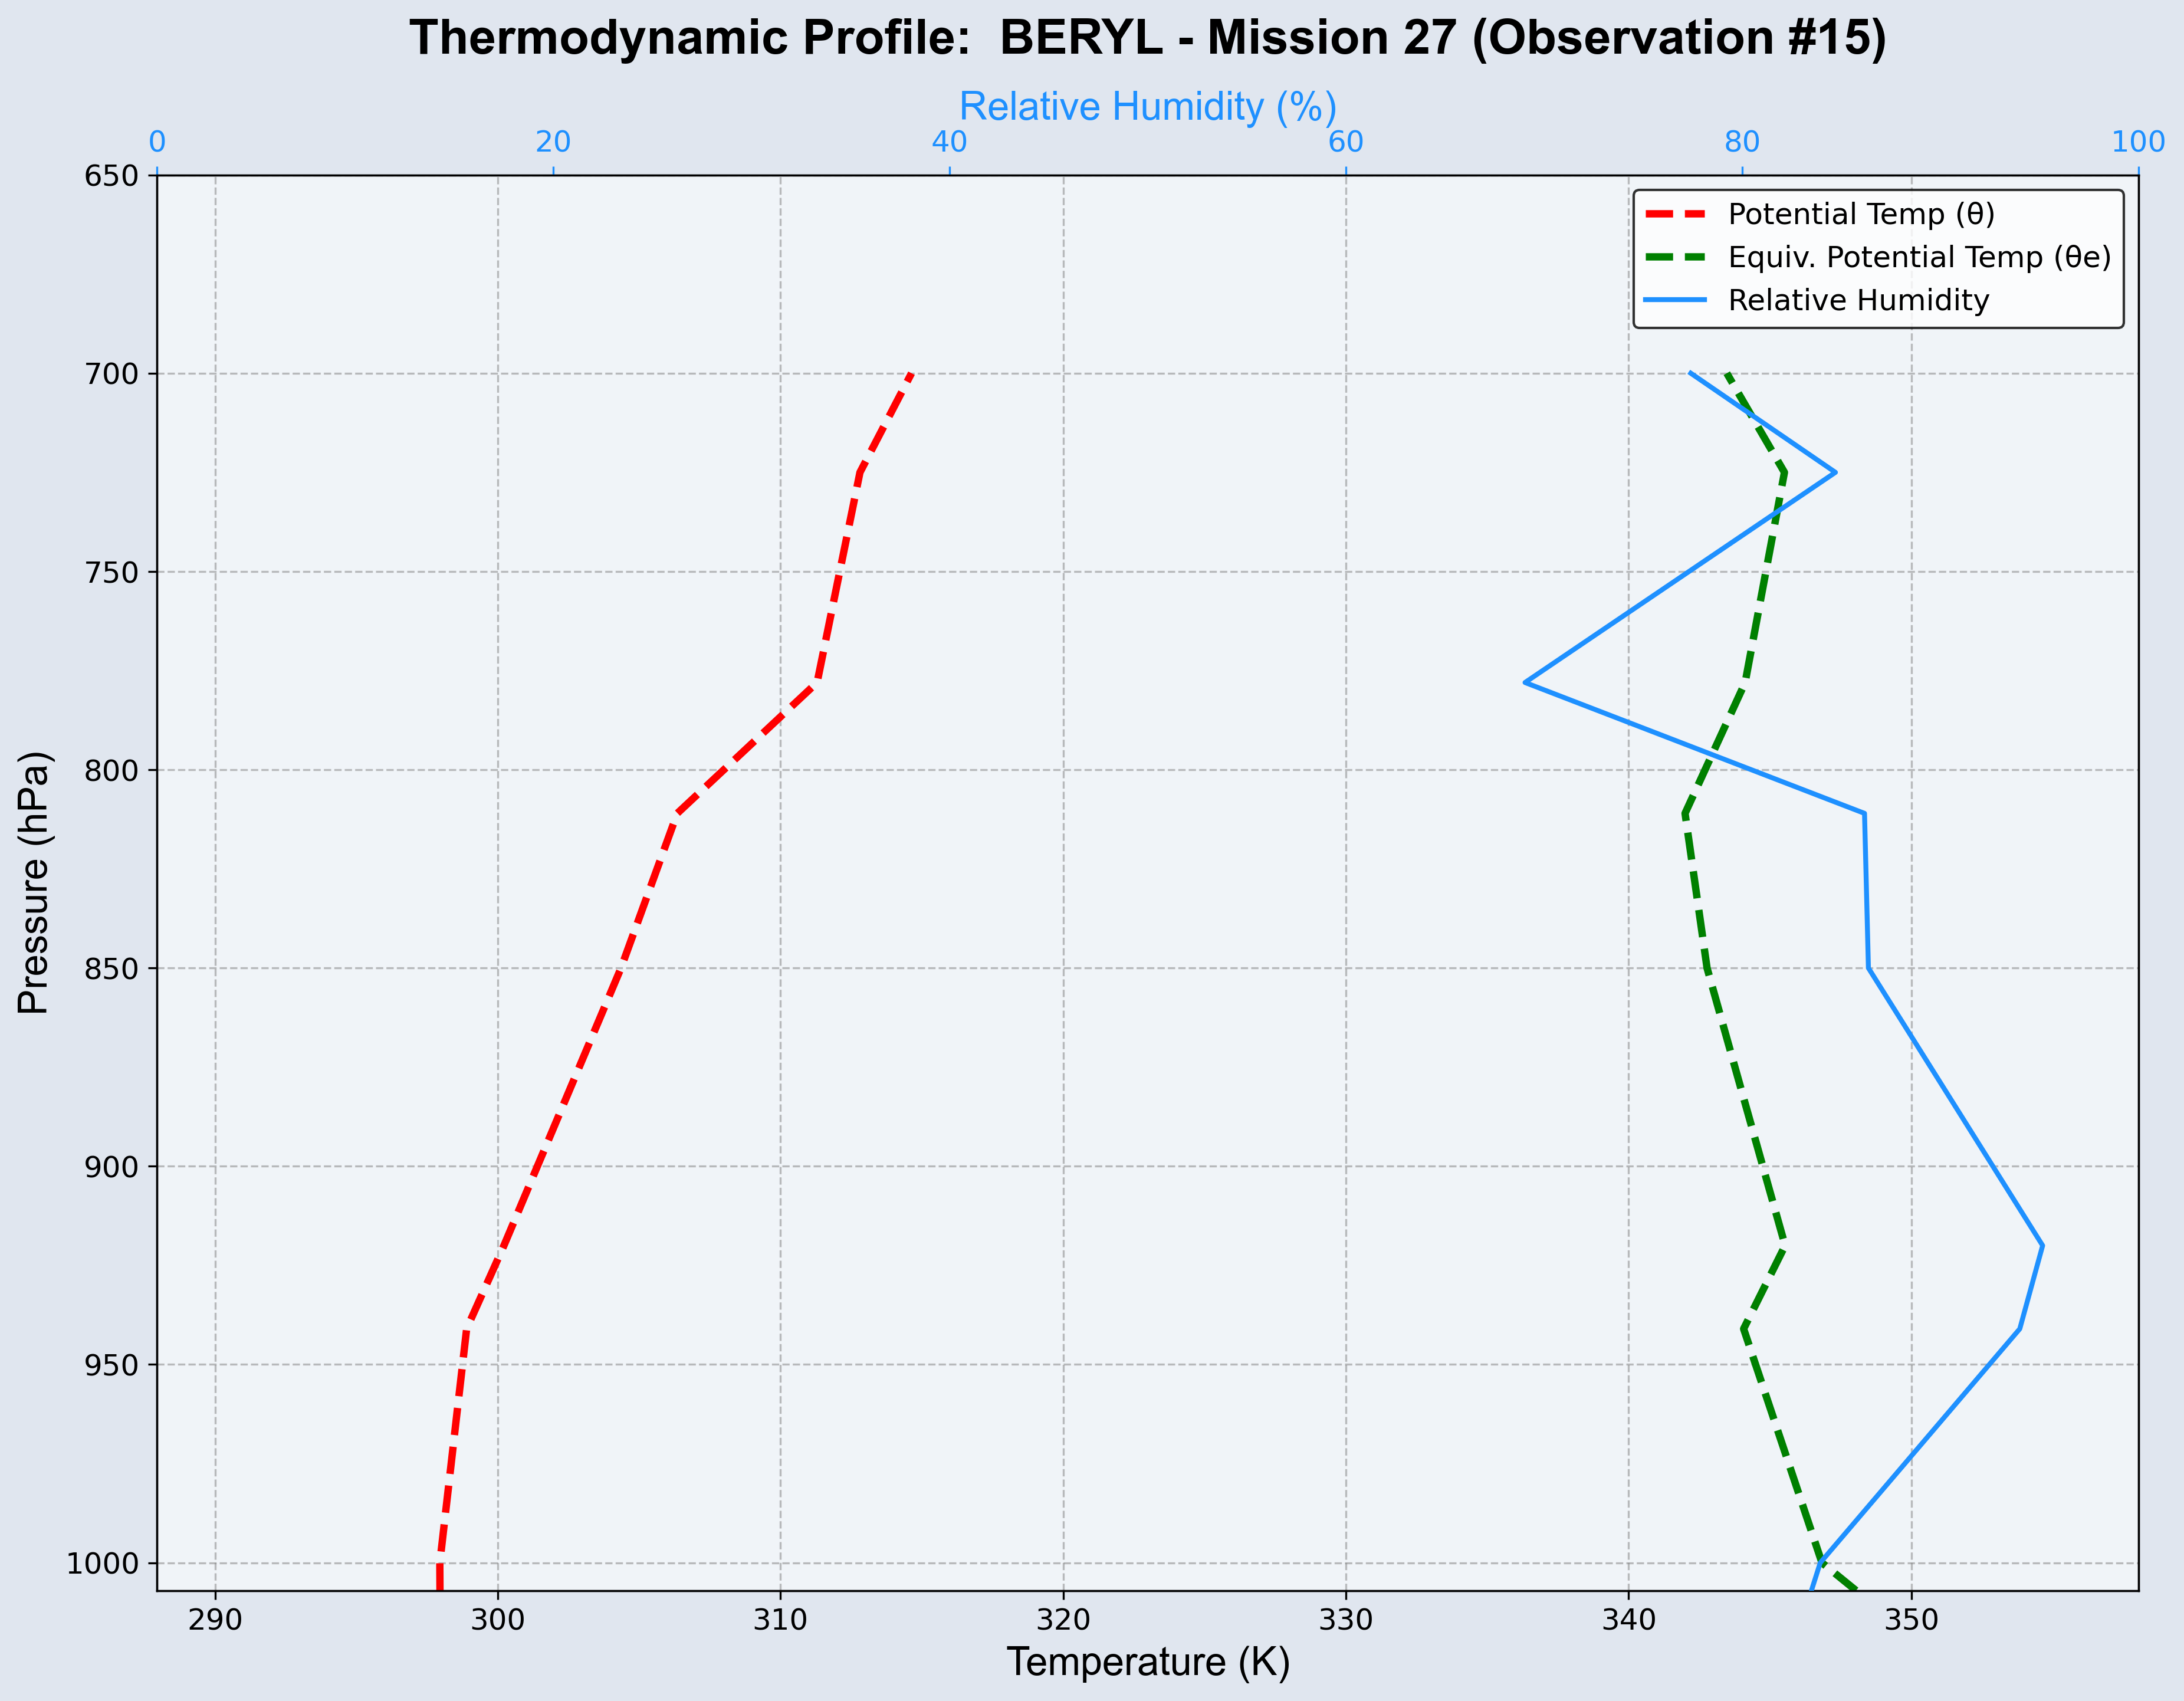 Thermodynamic Profile:  BERYL - Mission 27 (Observation #15)
Relative Humidity (%)
0 20 40 60 80 100
Potential Temp (θ)
Equiv. Potential Temp (θe)
Relative Humidity
Pressure (hPa)
650
700
750
800
850
900
950
1000
290 300 310 320 330 340 350
Temperature (K)